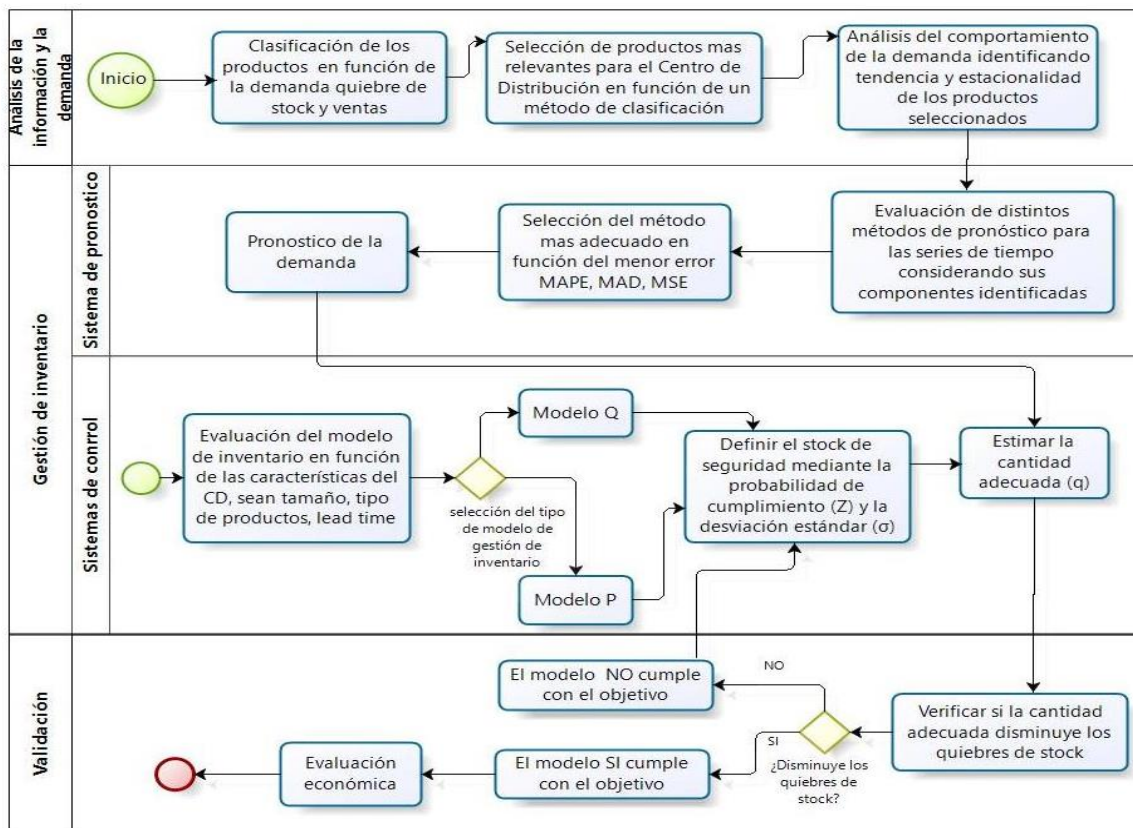 Análisis de la
información y la
demanda
Inicio
Clasificación de los
productos en función de
la demanda quiebre de
stock y ventas
Selección de productos mas
relevantes para el Centro de
Distribución en función de un
método de clasificación
Análisis del comportamiento
de la demanda identificando
tendencia y estacionalidad
de los productos
seleccionados
Gestión de inventario
Sistema de pronostico
Pronostico de la
demanda
Selección del método
mas adecuado en
función del menor error
MAPE, MAD, MSE
Evaluación de distintos
métodos de pronóstico para
las series de tiempo
considerando sus
componentes identificadas
Sistemas de conrrol
Evaluación del modelo
de inventario en función
de las características del
CD, sean tamaño, tipo
de productos, lead time
selección del tipo
de modelo de
gestión de
inventario
Modelo Q
Modelo P
Definir el stock de
seguridad mediante la
probabilidad de
cumplimiento (Z) y la
desviación estándar (σ)
Estimar la
cantidad
adecuada (q)
Validación
El modelo NO cumple
con el objetivo
NO
Verificar si la cantidad
adecuada disminuye los
quiebres de stock
SI
¿Disminuye los
quiebres de
stock?
El modelo SI cumple
con el objetivo
Evaluación
económica